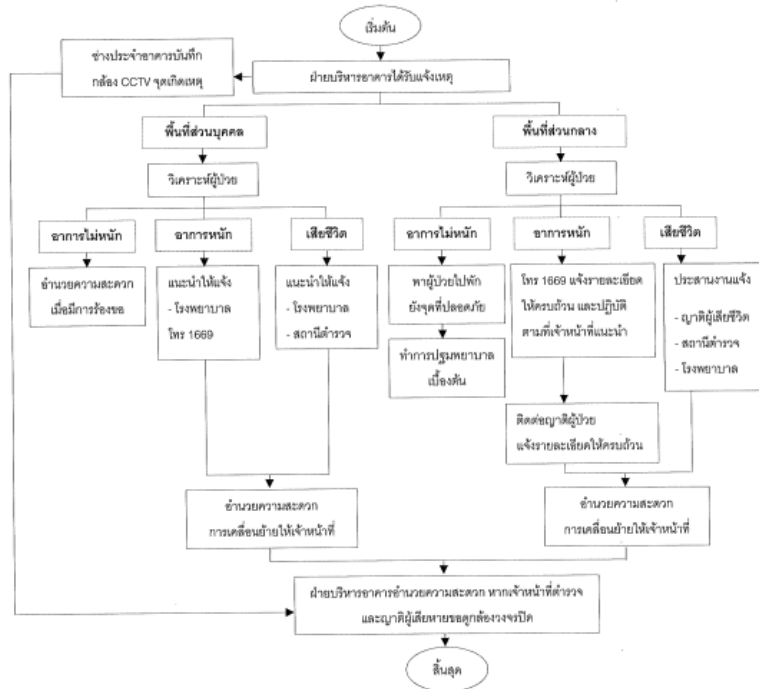 เริ่มต้น
ช่างประจำอาคารบันทึก
กล้อง CCTV จุดเกิดเหตุ
ฝ่ายบริหารอาคารได้รับแจ้งเหตุ
พื้นที่ส่วนบุคคล
พื้นที่ส่วนกลาง
วิเคราะห์ผู้ป่วย
วิเคราะห์ผู้ป่วย
อาการไม่หนัก
อาการหนัก
เสียชีวิต
อาการไม่หนัก
อาการหนัก
เสียชีวิต
อำนวยความสะดวก
เมื่อมีการร้องขอ
แนะนำให้แจ้ง
- โรงพยาบาล
โทร 1669
แนะนำให้แจ้ง
- โรงพยาบาล
- สถานีตำรวจ
พาผู้ป่วยไปพัก
ยังจุดที่ปลอดภัย
โทร 1669 แจ้งรายละเอียด
ให้ครบถ้วน และปฏิบัติ
ตามที่เจ้าหน้าที่แนะนำ
ประสานงานแจ้ง
- ญาติผู้เสียชีวิต
- สถานีตำรวจ
- โรงพยาบาล
ทำการปฐมพยาบาล
เบื้องต้น
ติดต่อญาติผู้ป่วย
แจ้งรายละเอียดให้ครบถ้วน
อำนวยความสะดวก
การเคลื่อนย้ายให้เจ้าหน้าที่
อำนวยความสะดวก
การเคลื่อนย้ายให้เจ้าหน้าที่
ฝ่ายบริหารอาคารอำนวยความสะดวก หากเจ้าหน้าที่ตำรวจ
และญาติผู้เสียหายขอดูกล้องวงจรปิด
สิ้นสุด